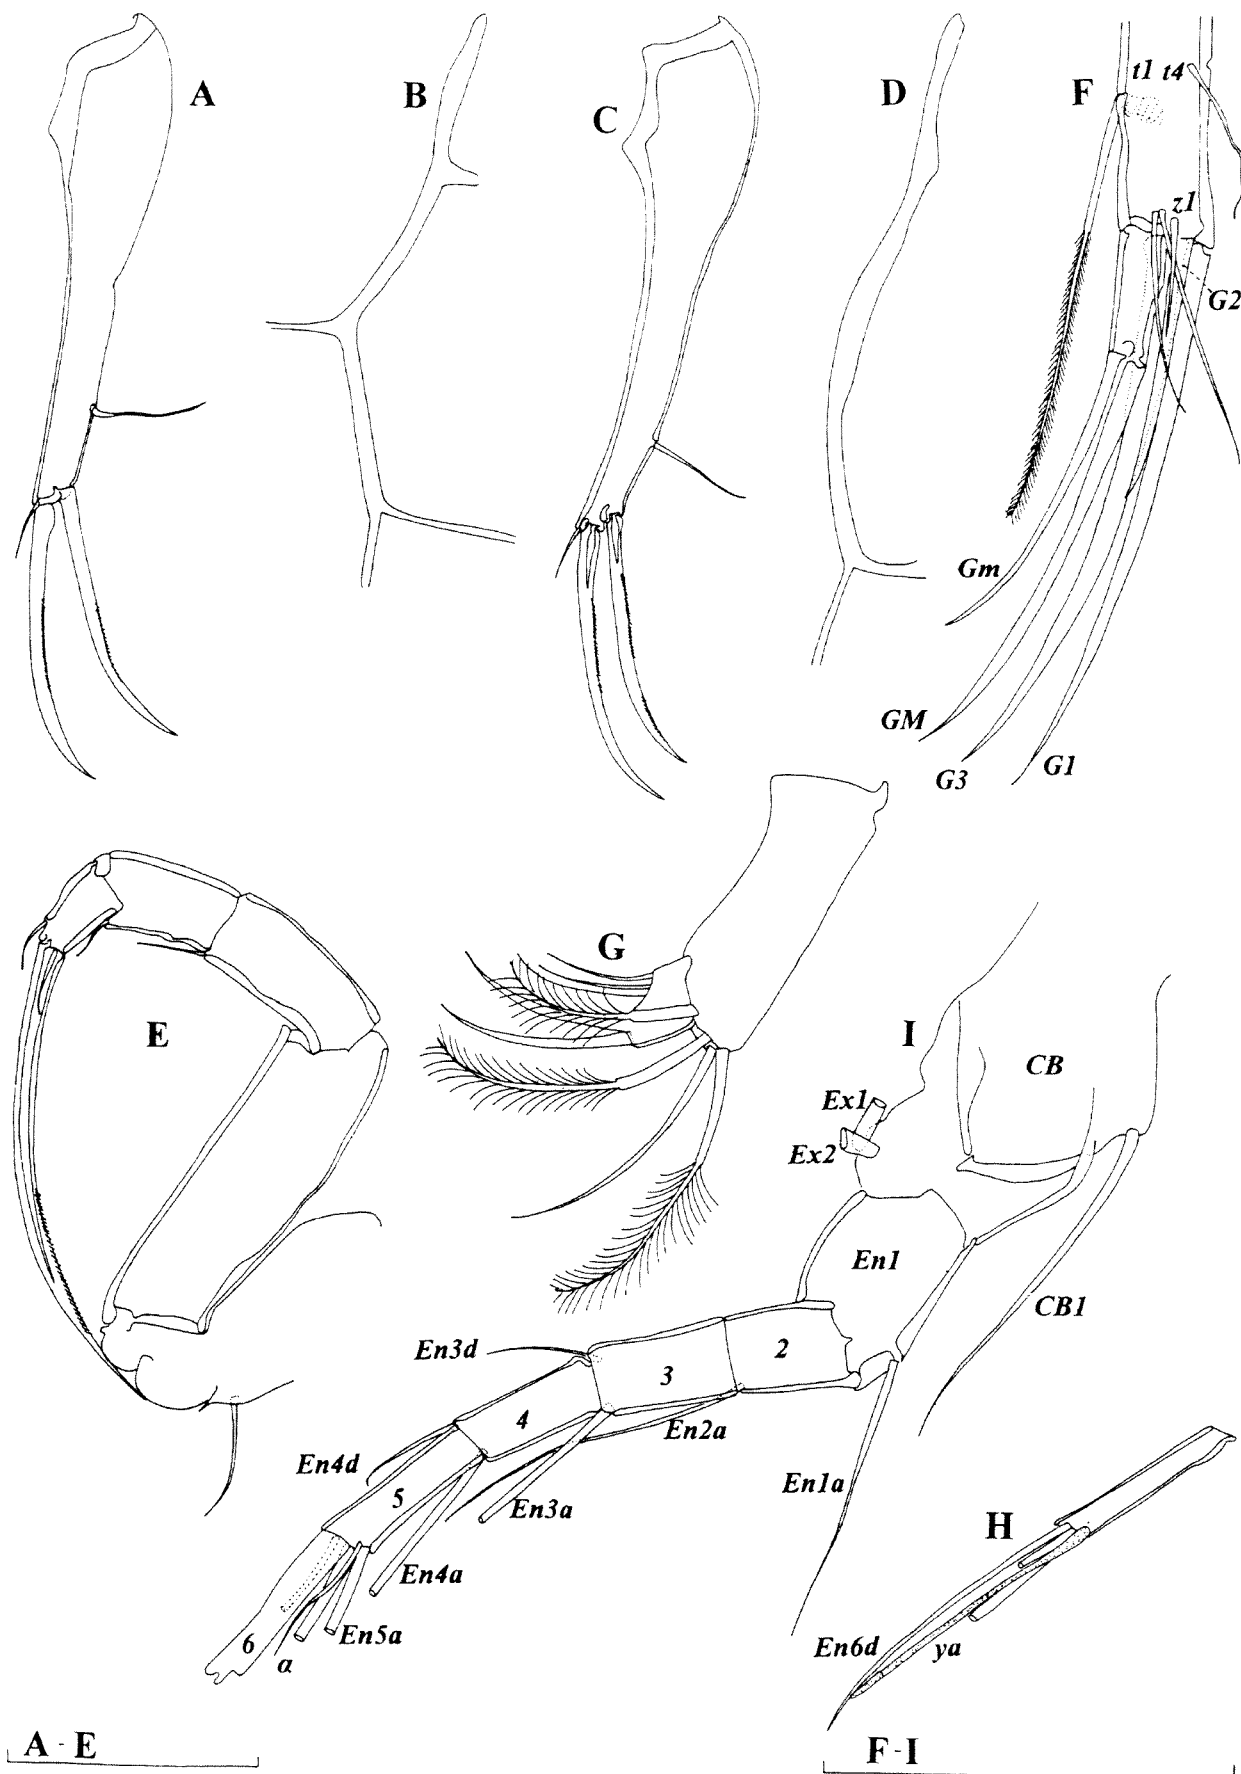 A
B
C
D
F
t1 t4
z1
G2
Gm
GM
G3
G1
E
G
I
CB
Ex1
Ex2
En1
CB1
En3d
2
3
4
En2a
En4d
5
En3a
En1a
H
En4a
En5a
6
α
En6d
ya
A - E
F - I